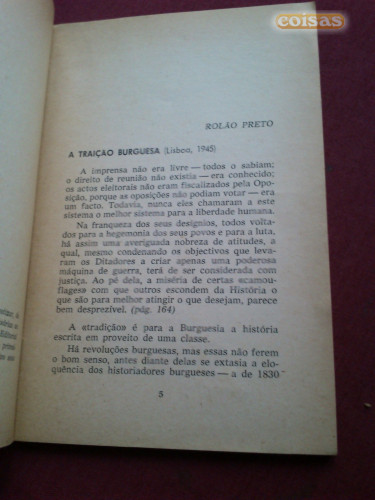 coisas
ROLÃO PRETO
A TRAIÇÃO BURGUESA (Lisboa, 1945)
A imprensa não era livre — todos o sabiam;
o direito de reunião não existia — era conhecido;
os actos eleitorais não eram fiscalizados pela Opo-
sição, porque as oposições não podiam votar — era
um facto. Todavia, nunca eles chamaram a este
sistema o melhor sistema para a liberdade humana.
Na franqueza dos seus desígnios, todos volta-
dos para a hegemonia dos seus povos e para a luta,
há assim uma averiguada nobreza de atitudes, a
qual, mesmo condenando os objectivos que leva-
ram os Ditadores a criar apenas uma poderosa
máquina de guerra, terá de ser considerada com
justiça. Ao pé dela, a miséria de certas «camou-
flages» com que outros escondem da História o
que são para melhor atingir o que desejam, parece
bem desprezível. (pág. 164)
A «tradição» é para a Burguesia a história
escrita em proveito de uma classe.
Há revoluções burguesas, mas essas não ferem
o bom senso, antes diante delas se extasia a elo-
quência dos historiadores burgueses — a de 1830
5